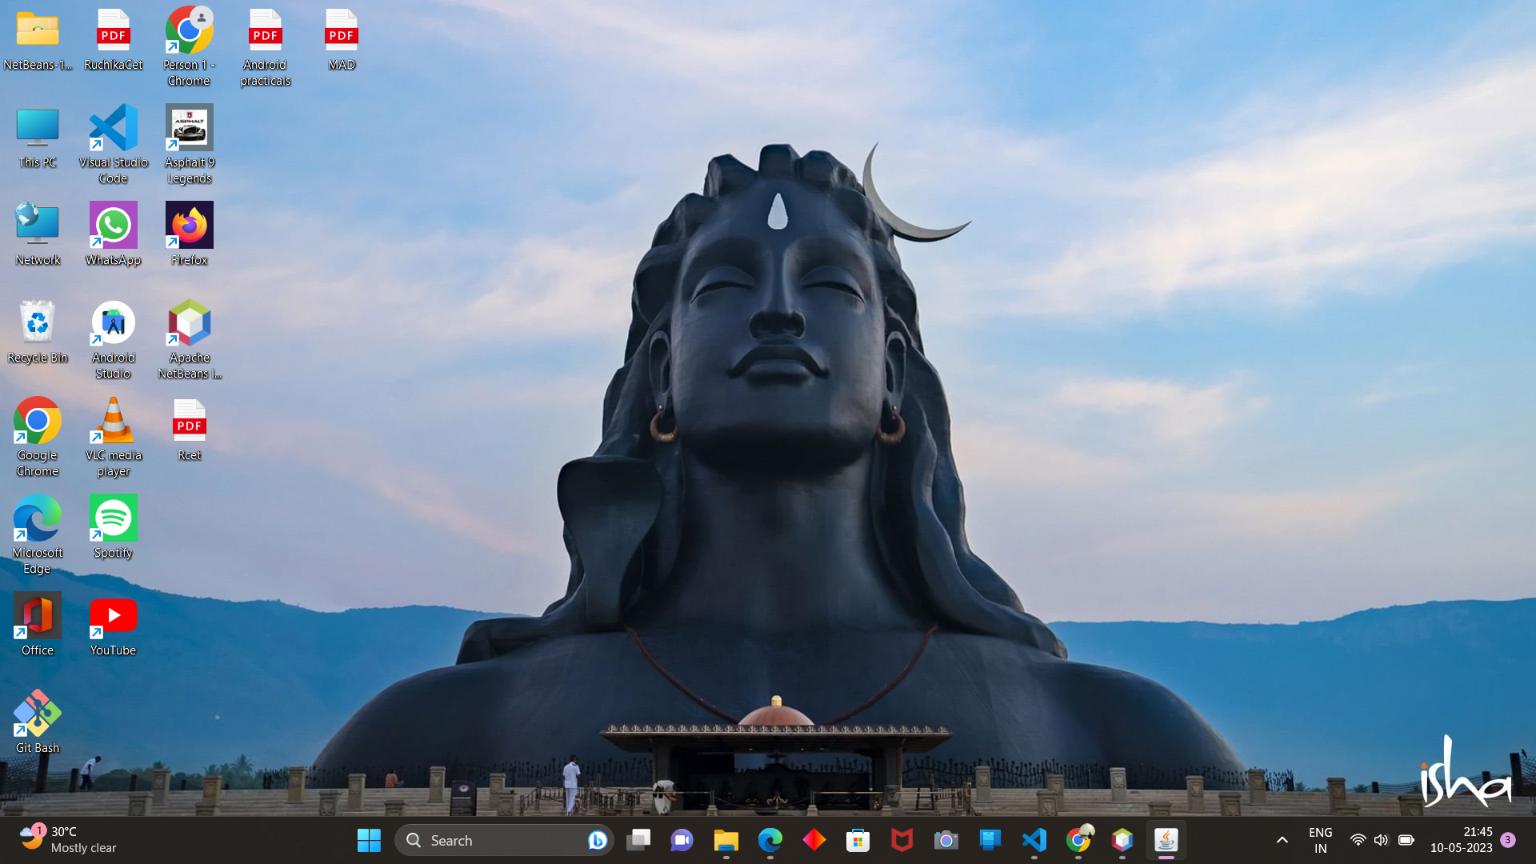 NetBeans-1...
RuchikaCet
Person 1 -
Chrome
Android
practicals
MAD
PDF
PDF
PDF
This PC
Visual Studio
Code
ASPHALT
Asphalt 9
Legends
Network
WhatsApp
Firefox
Recycle Bin
Android
Studio
Apache
NetBeans I...
Google
Chrome
VLC media
player
PDF
Rcet
Microsoft
Edge
Spotify
Office
YouTube
Git Bash
isha
1
30°C
Mostly clear
Search
ENG
IN
21:45
10-05-2023
3